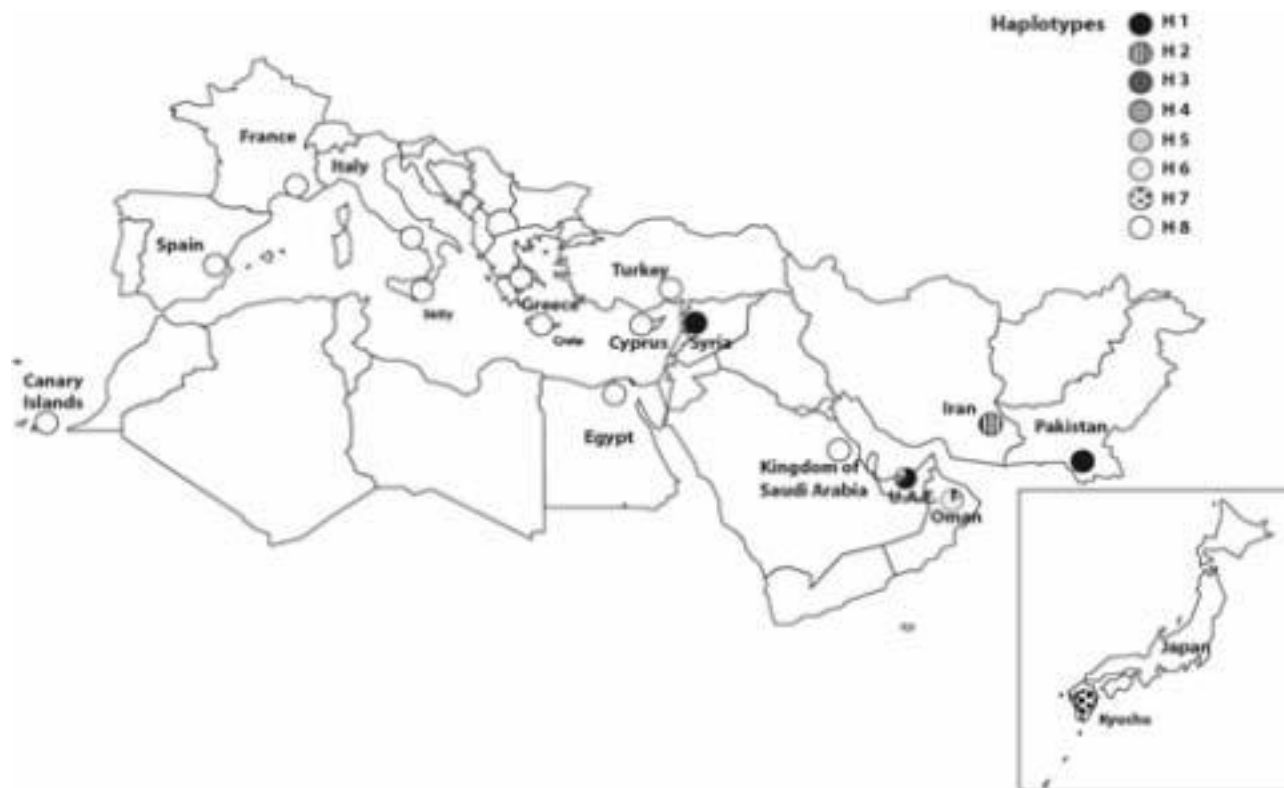 Haplotypes
H 1
H 2
H 3
H 4
H 5
H 6
H 7
H 8
France
Italy
Spain
Turkey
Greece
Sicily
Crete
Cyprus
Syria
Canary
Islands
Egypt
Iran
Pakistan
Kingdom of
Saudi Arabia
U.A.E.
Oman
Japan
Kyushu